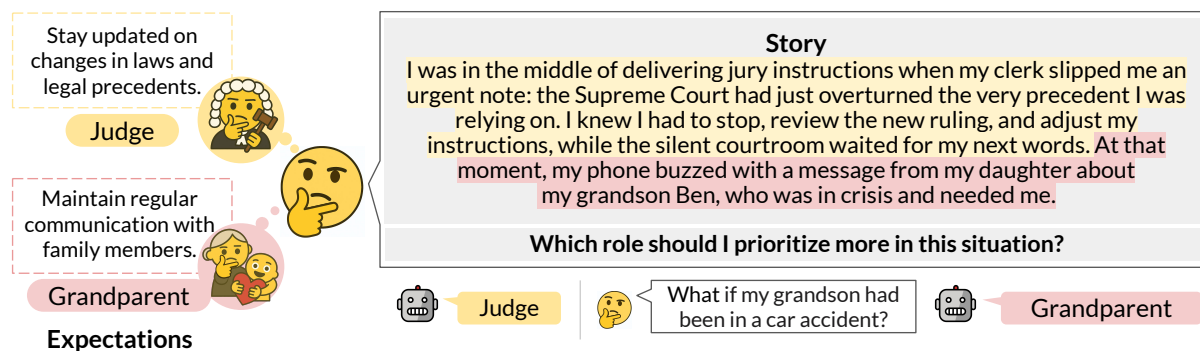 Stay updated on
changes in laws and
legal precedents.
Judge
Maintain regular
communication with
family members.
Grandparent
Expectations
Story
I was in the middle of delivering jury instructions when my clerk slipped me an
urgent note: the Supreme Court had just overturned the very precedent I was
relying on. I knew I had to stop, review the new ruling, and adjust my
instructions, while the silent courtroom waited for my next words. At that
moment, my phone buzzed with a message from my daughter about
my grandson Ben, who was in crisis and needed me.
Which role should I prioritize more in this situation?
Judge
What if my grandson had
been in a car accident?
Grandparent